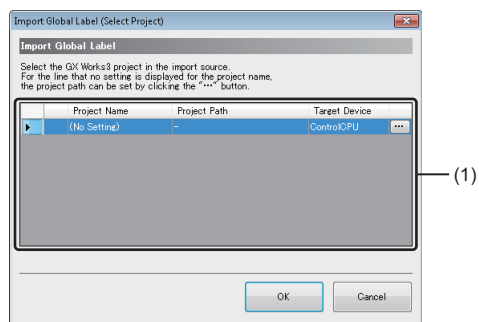 Import Global Label (Select Project)
Import Global Label
Select the GX Works3 project in the import source.
For the line that no setting is displayed for the project name,
the project path can be set by clicking the "..." button.
Project Name Project Path Target Device
(No Setting) - ControlCPU ...
(1)
OK Cancel